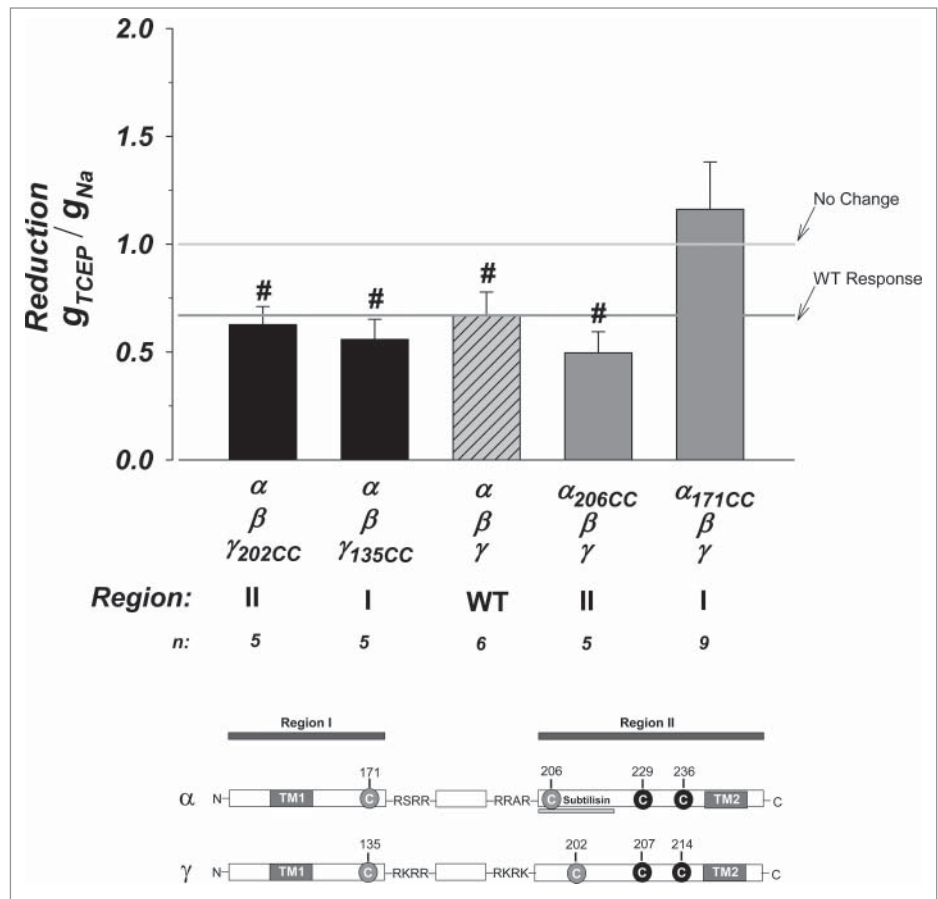 2.0
1.5
1.0
0.5
0.0
Reduction
gTCEP / gNa
No Change
WT Response
# # # #
α α α α206CC α171CC
β β β β β
γ202CC γ135CC γ γ γ
Region: II I WT II I
n: 5 5 6 5 9
Region I Region II
171 206 229 236
α N TM1 C RSRR RRAR C Subtilisin C C TM2 C
135 202 207 214
γ N TM1 C RKRR RKRK C C C TM2 C